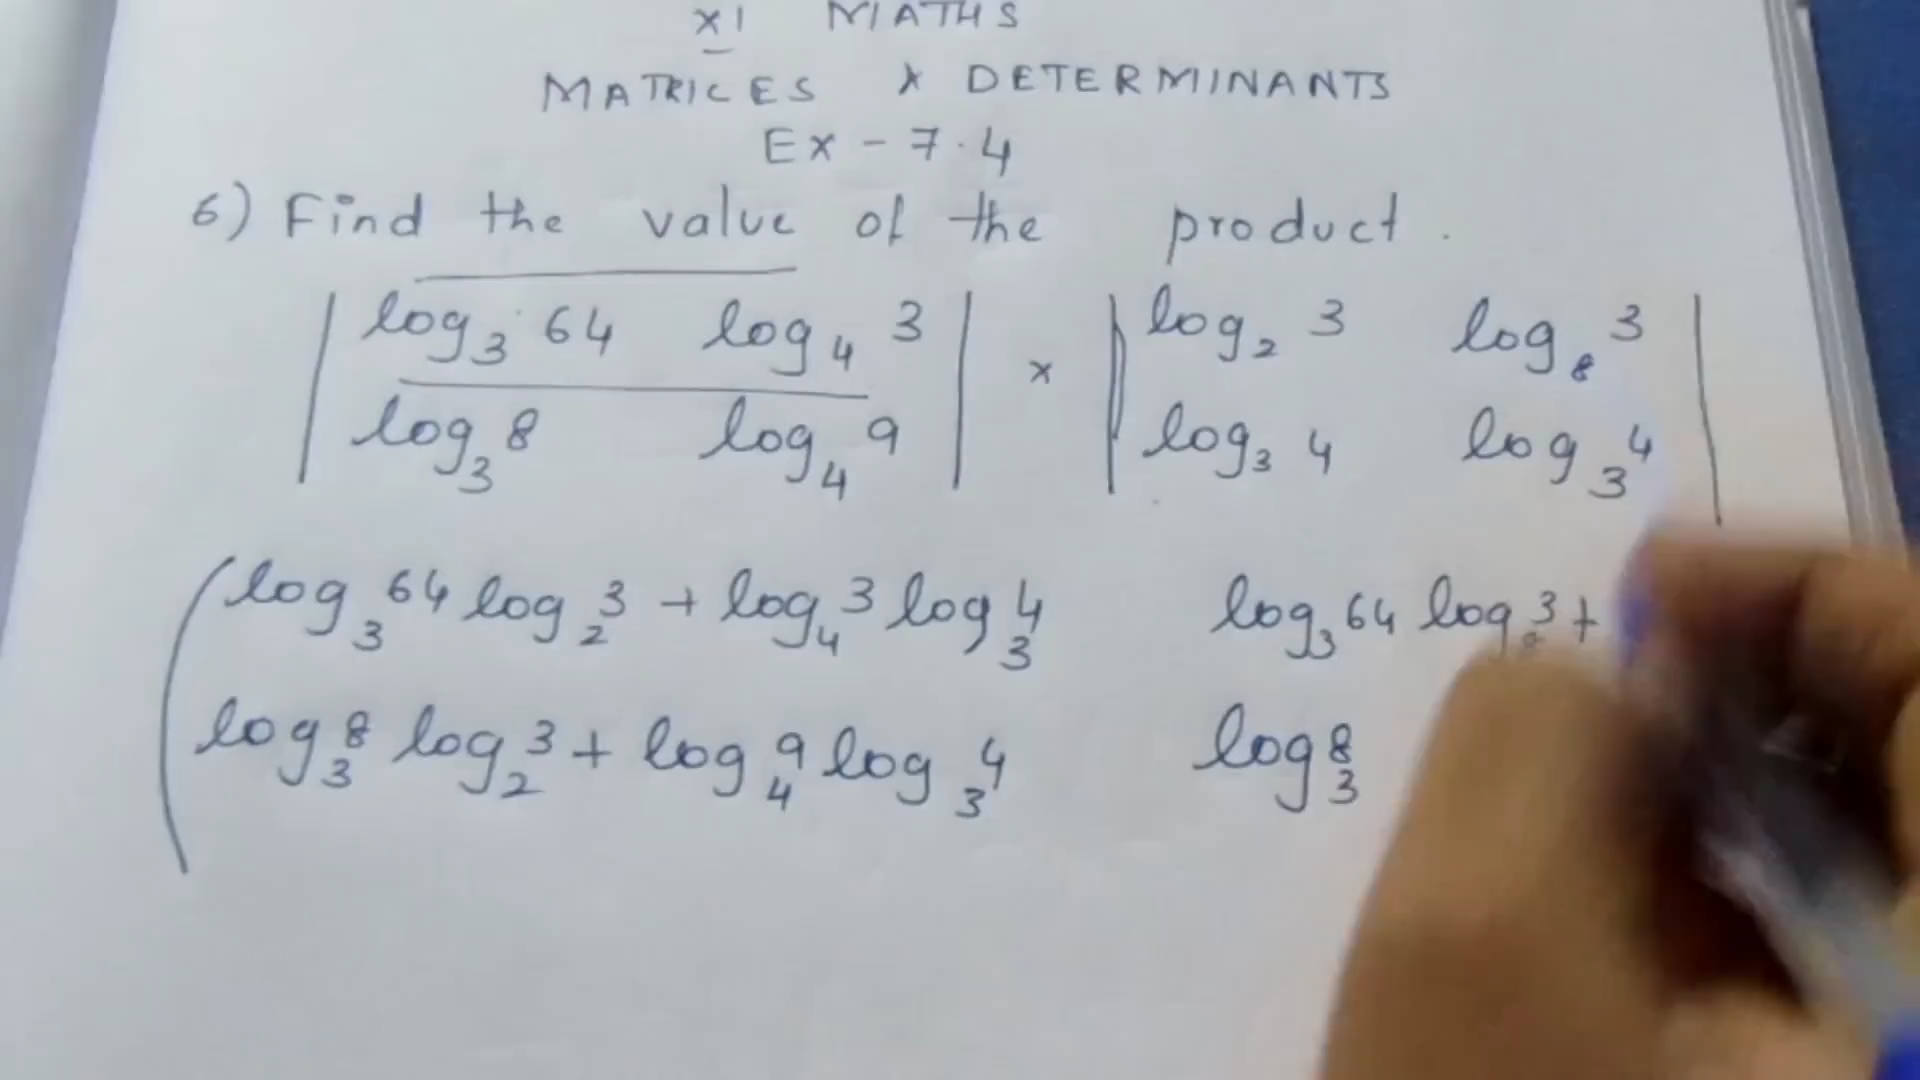 XI MATHS
MATRICES & DETERMINANTS
Ex - 7.4
6) Find the value of the product.
| log₃ 64 log₄ 3 | × | log₂ 3 log₈ 3 |
| log₃ 8 log₄ 9 | | log₃ 4 log₃ 4 |
( log₃ 64 log₂ 3 + log₄ 3 log₃ 4 log₃ 64 log₈ 3 +
log₃ 8 log₂ 3 + log₄ 9 log₃ 4 log₃ 8